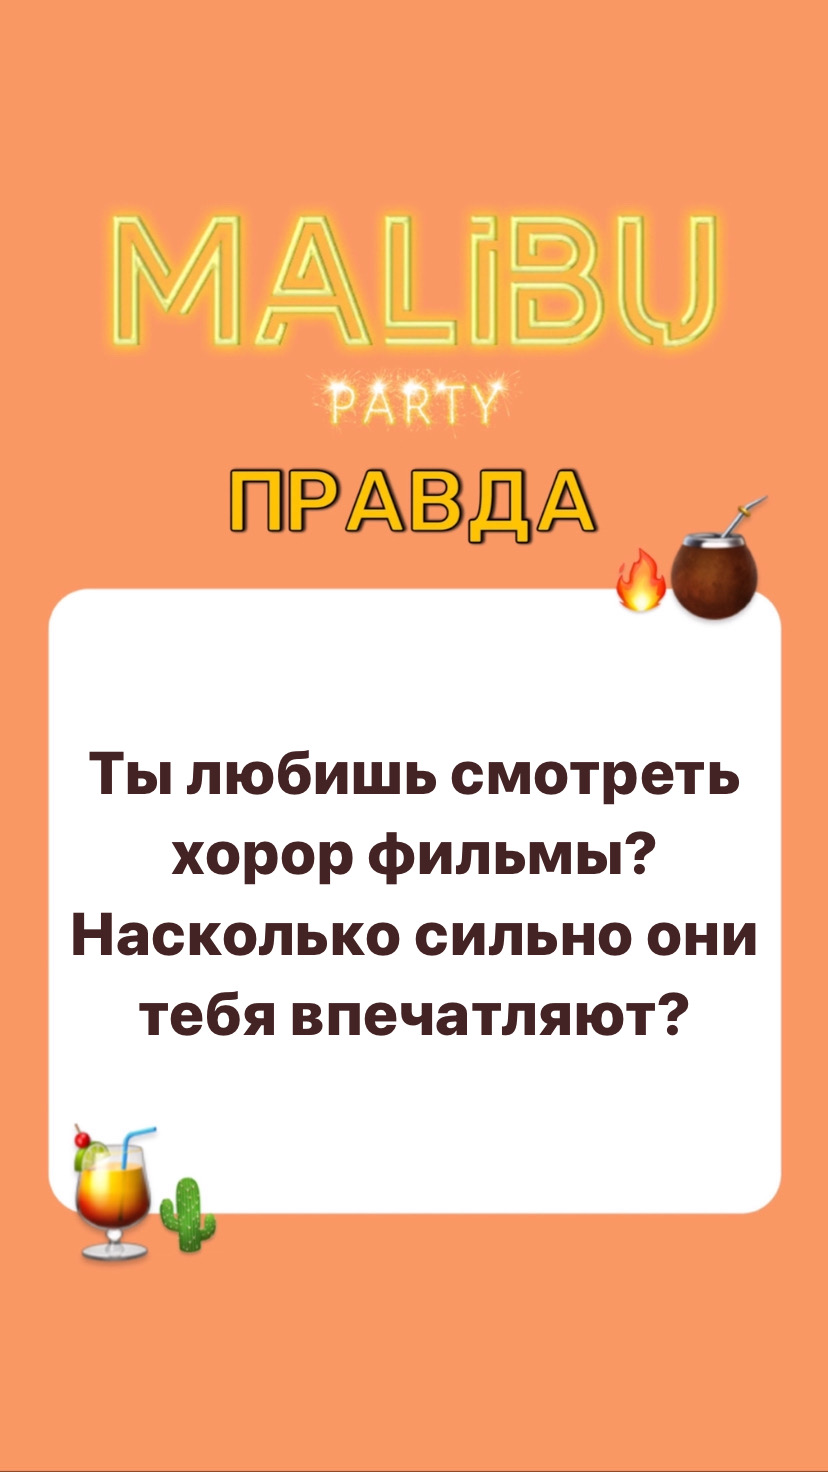 MALiBU
PARTY
ПРАВДА
Ты любишь смотреть
хорор фильмы?
Насколько сильно они
тебя впечатляют?